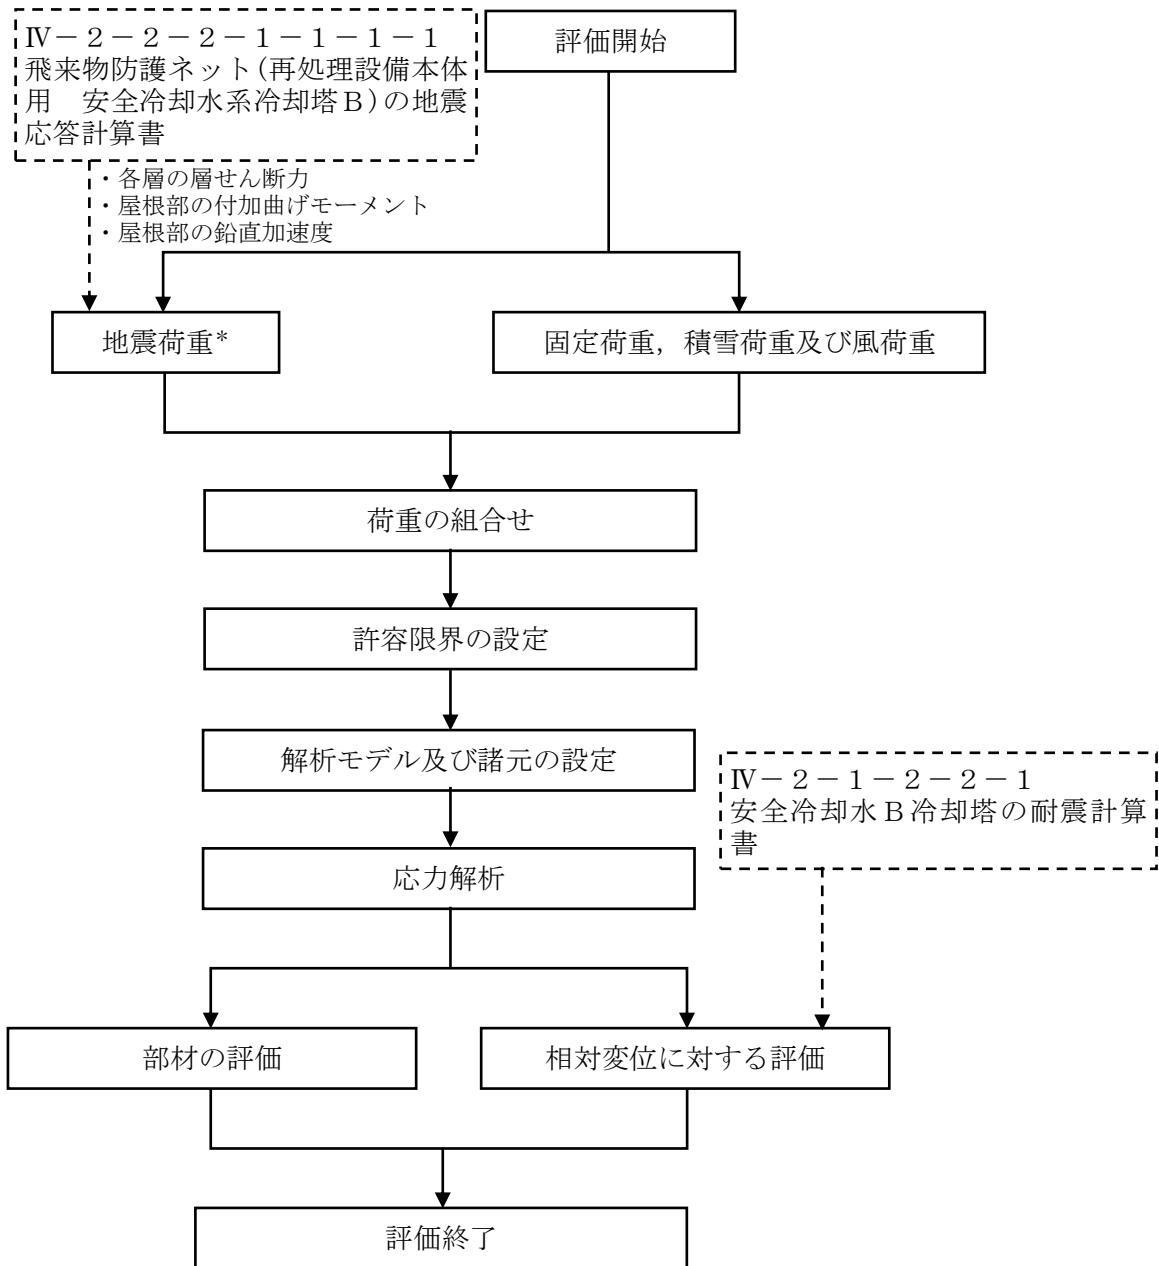 Ⅳ－２－２－２－１－１－１－１
飛来物防護ネット(再処理設備本体
用　安全冷却水系冷却塔Ｂ)の地震
応答計算書
評価開始
・各層の層せん断力
・屋根部の付加曲げモーメント
・屋根部の鉛直加速度
地震荷重*
固定荷重，積雪荷重及び風荷重
荷重の組合せ
許容限界の設定
解析モデル及び諸元の設定
Ⅳ－２－１－２－２－１
安全冷却水Ｂ冷却塔の耐震計算
書
応力解析
部材の評価
相対変位に対する評価
評価終了